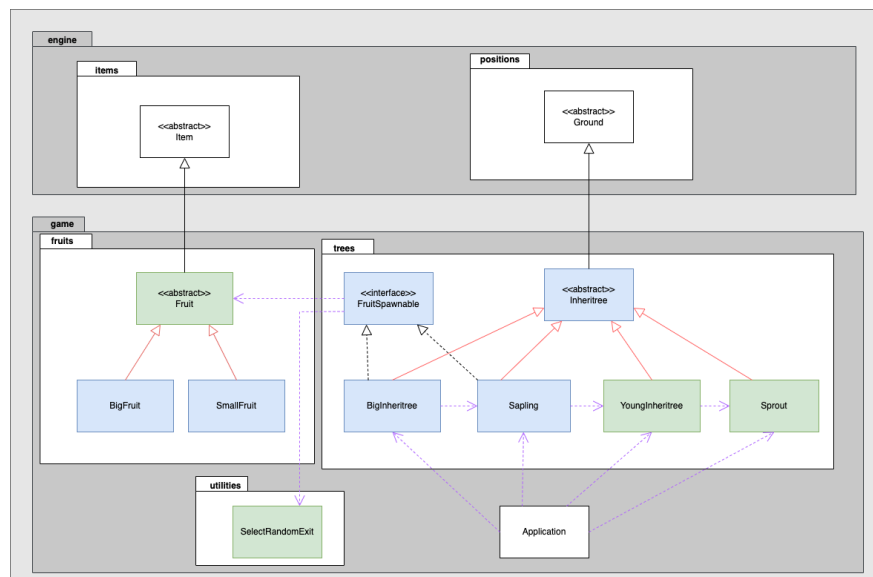 engine
items
positions
<<abstract>>
Item
<<abstract>>
Ground
game
fruits
trees
<<abstract>>
Fruit
<<interface>>
FruitSpawnable
<<abstract>>
Inheritree
BigFruit
SmallFruit
BigInheritree
Sapling
YoungInheritree
Sprout
utilities
SelectRandomExit
Application